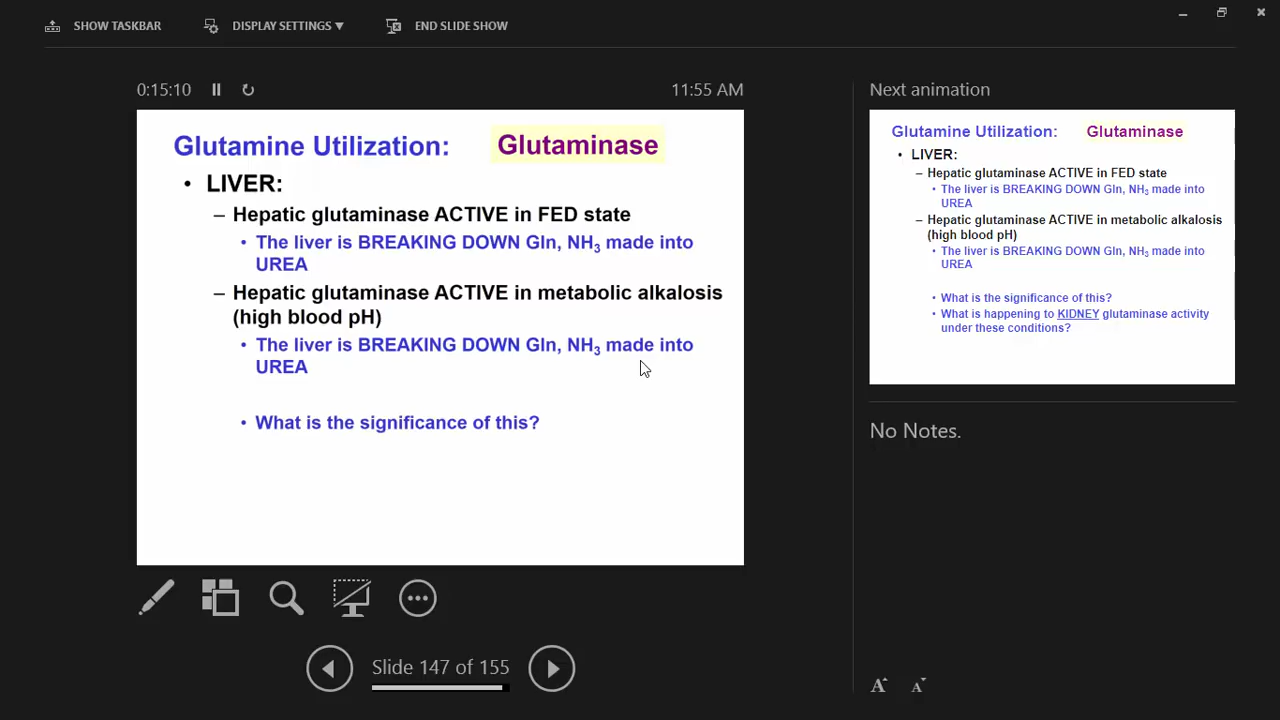 SHOW TASKBAR
DISPLAY SETTINGS ▼
END SLIDE SHOW
0:15:10
11:55 AM
Glutamine Utilization: Glutaminase
• LIVER:
– Hepatic glutaminase ACTIVE in FED state
• The liver is BREAKING DOWN Gln, NH3 made into
UREA
– Hepatic glutaminase ACTIVE in metabolic alkalosis
(high blood pH)
• The liver is BREAKING DOWN Gln, NH3 made into
UREA
• What is the significance of this?
Slide 147 of 155
Next animation
Glutamine Utilization: Glutaminase
• LIVER:
– Hepatic glutaminase ACTIVE in FED state
• The liver is BREAKING DOWN Gln, NH3 made into
UREA
– Hepatic glutaminase ACTIVE in metabolic alkalosis
(high blood pH)
• The liver is BREAKING DOWN Gln, NH3 made into
UREA
• What is the significance of this?
• What is happening to KIDNEY glutaminase activity
under these conditions?
No Notes.
A A